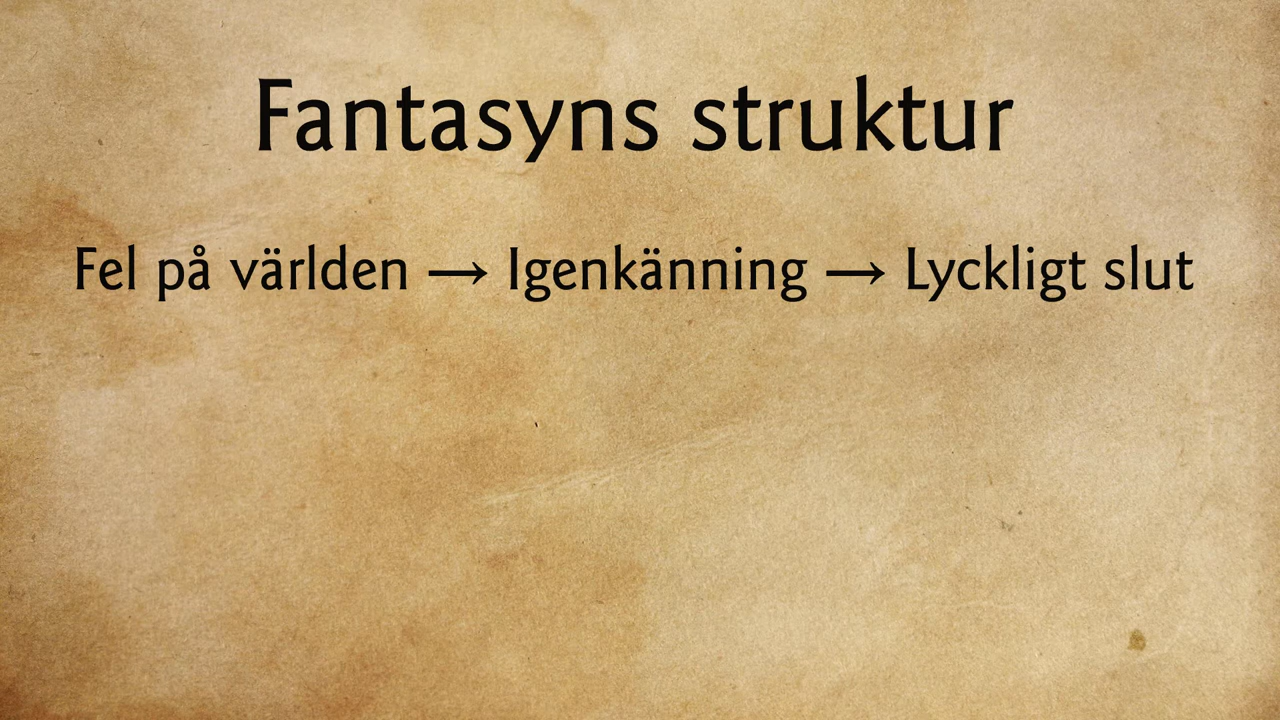 Fantasyns struktur
Fel på världen → Igenkänning → Lyckligt slut